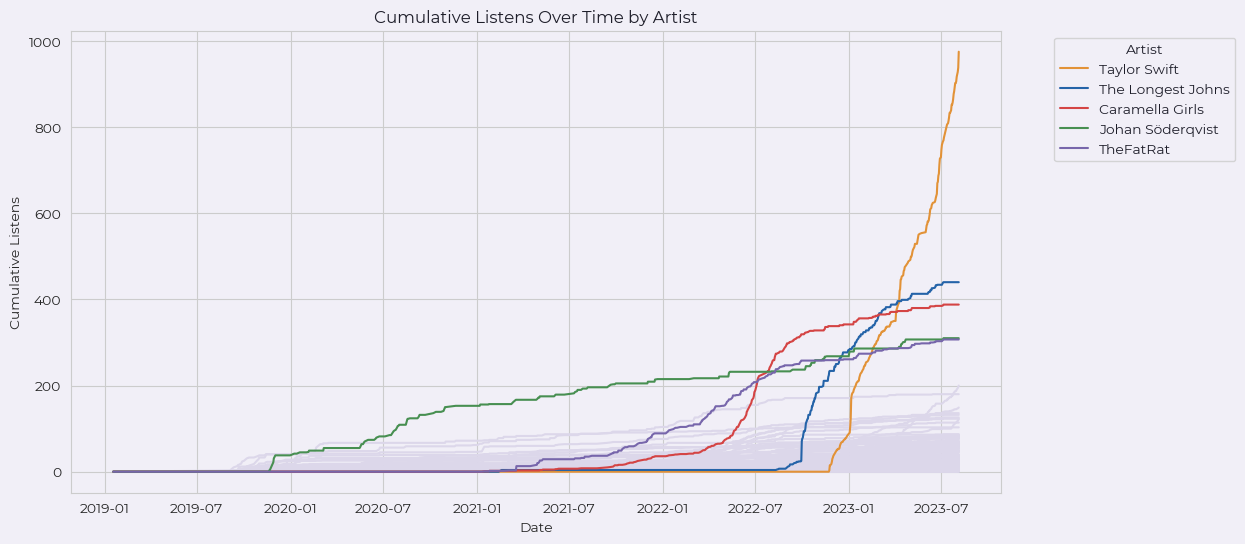 Cumulative Listens Over Time by Artist
Artist
Taylor Swift
The Longest Johns
Caramella Girls
Johan Söderqvist
TheFatRat
Cumulative Listens
1000
800
600
400
200
0
2019-01 2019-07 2020-01 2020-07 2021-01 2021-07 2022-01 2022-07 2023-01 2023-07
Date